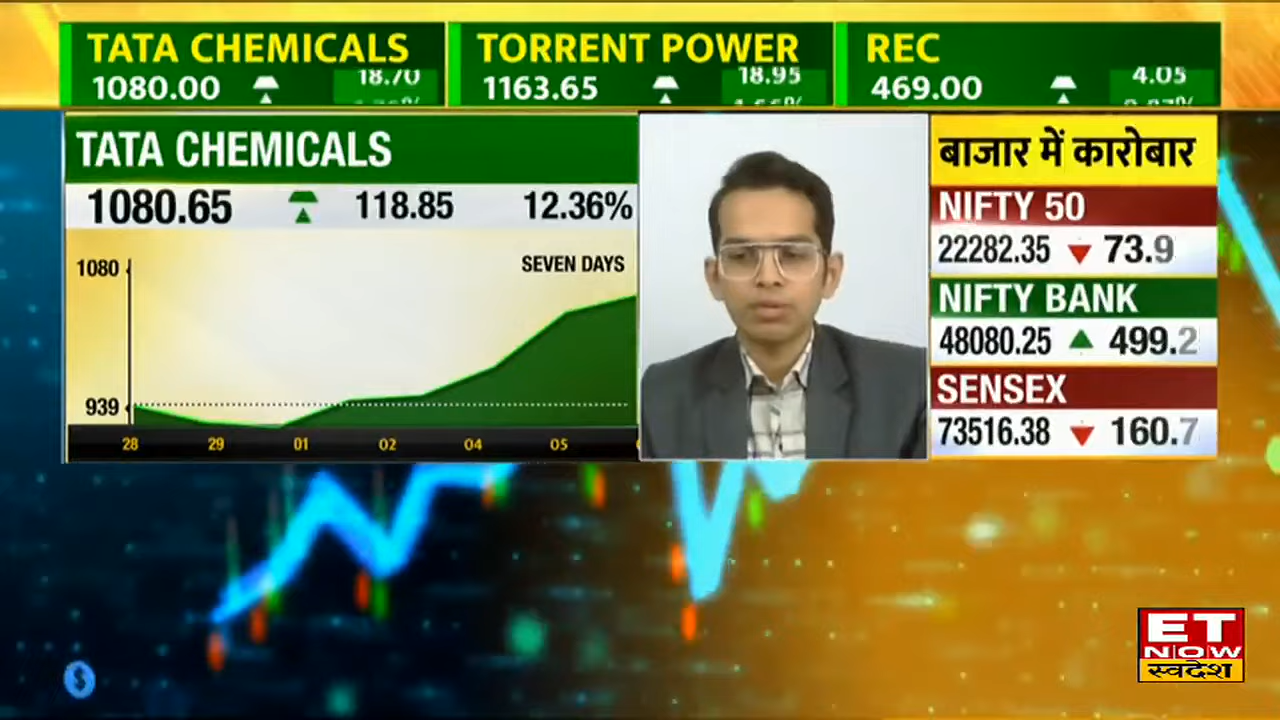 TATA CHEMICALS
1080.00
18.70
TORRENT POWER
1163.65
18.95
REC
469.00
4.05
TATA CHEMICALS
1080.65 118.85 12.36%
SEVEN DAYS
1080
939
28 29 01 02 04 05
बाजार में कारोबार
NIFTY 50
22282.35 73.9
NIFTY BANK
48080.25 499.2
SENSEX
73516.38 160.7
ET
NOW
स्वदेश
$